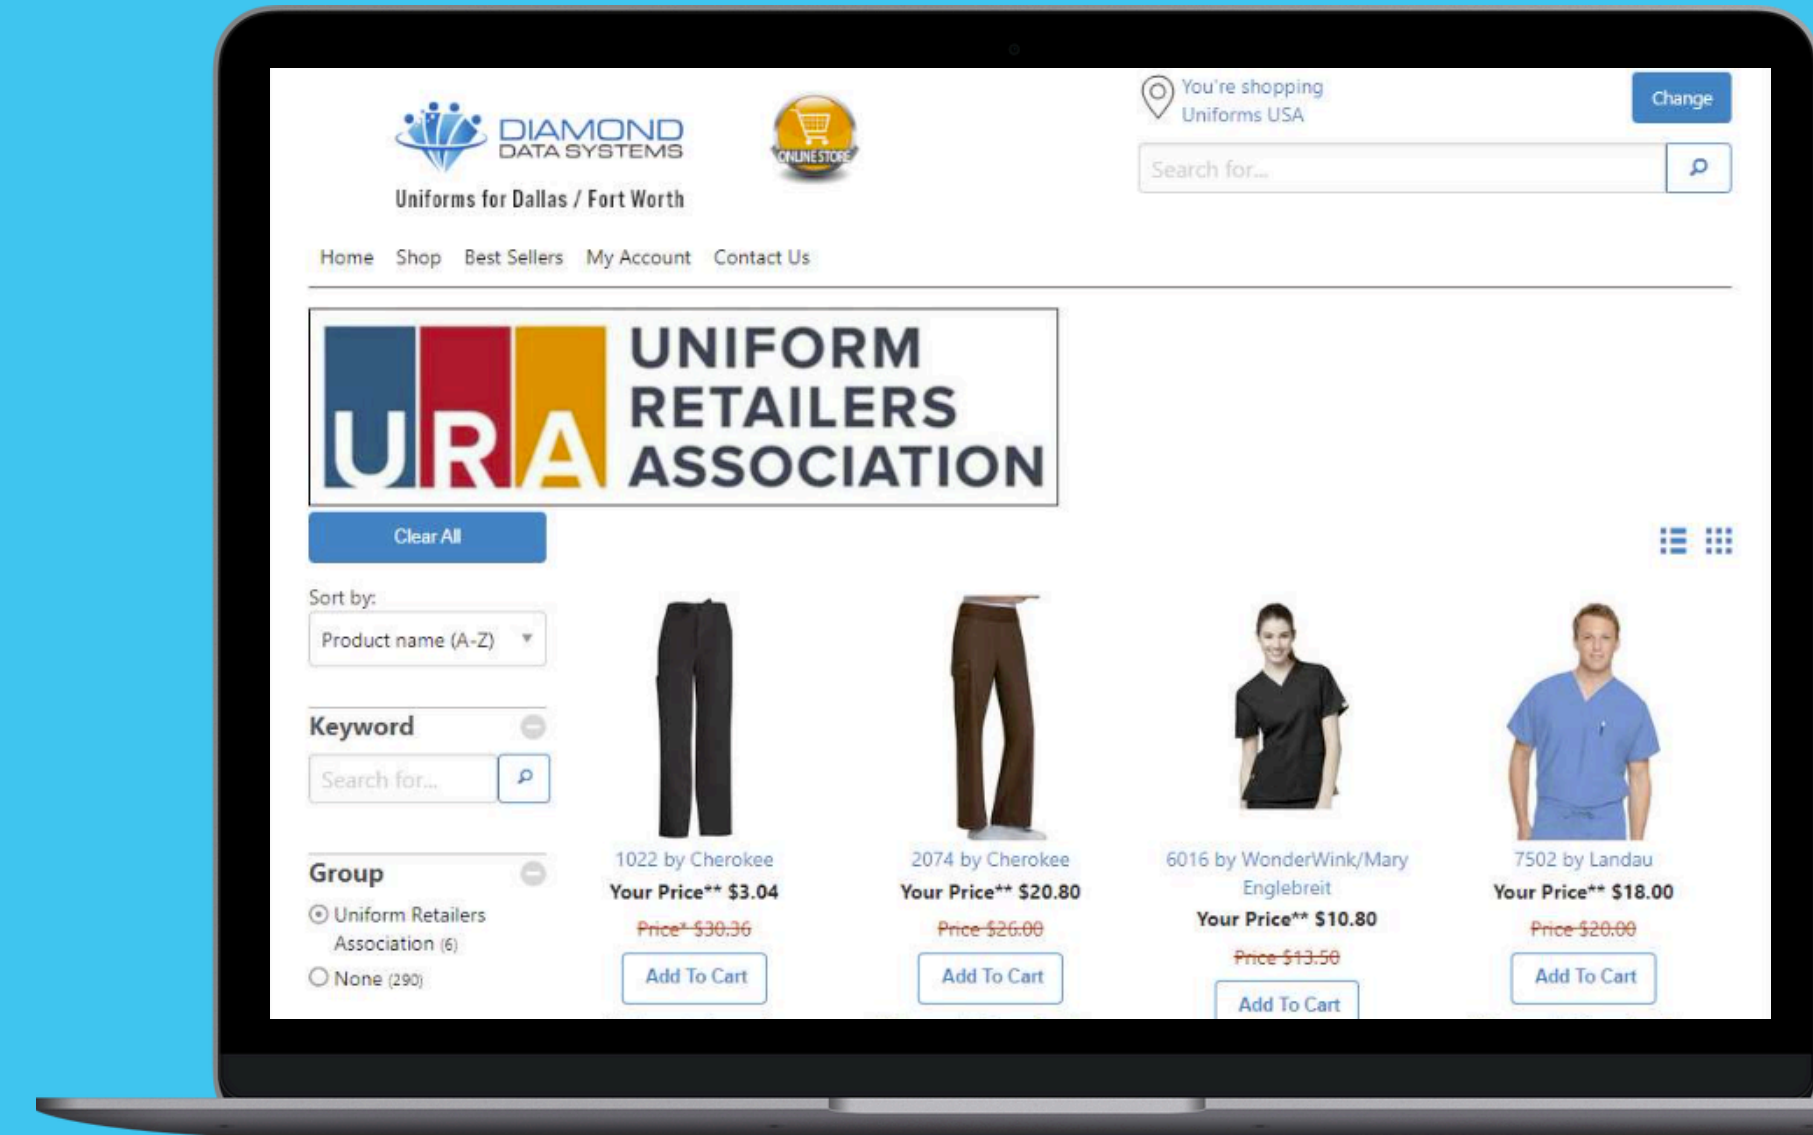 DIAMOND
DATA SYSTEMS
Uniforms for Dallas / Fort Worth
ONLINE STORE
You're shopping
Uniforms USA
Change
Search for...
Home Shop Best Sellers My Account Contact Us
URA
UNIFORM
RETAILERS
ASSOCIATION
Clear All
Sort by:
Product name (A-Z)
Keyword
Search for...
Group
Uniform Retailers
Association (6)
None (290)
1022 by Cherokee
Your Price** $3.04
Price* $30.36
Add To Cart
2074 by Cherokee
Your Price** $20.80
Price $26.00
Add To Cart
6016 by WonderWink/Mary
Englebreit
Your Price** $10.80
Price $13.50
Add To Cart
7502 by Landau
Your Price** $18.00
Price $20.00
Add To Cart